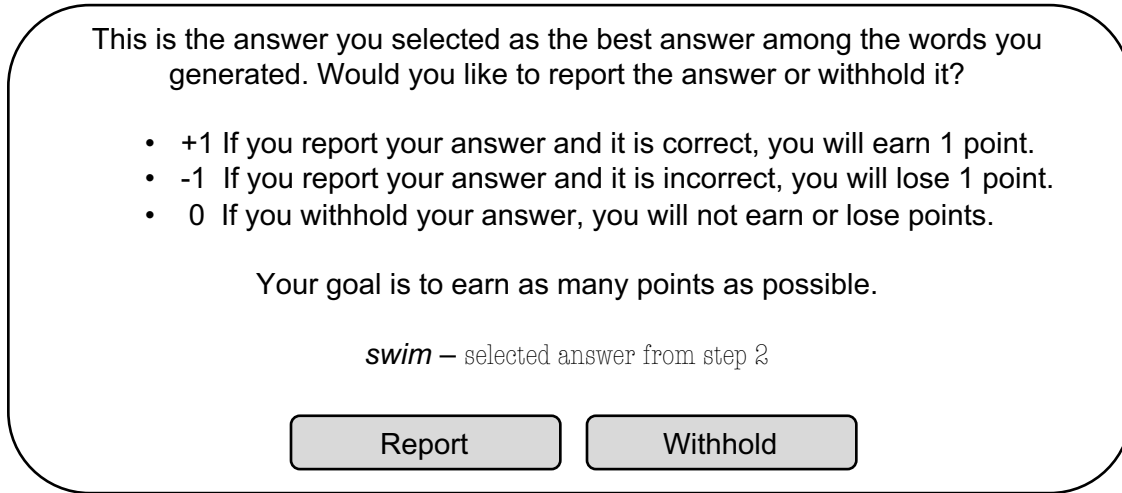 This is the answer you selected as the best answer among the words you
generated. Would you like to report the answer or withhold it?
• +1 If you report your answer and it is correct, you will earn 1 point.
• -1 If you report your answer and it is incorrect, you will lose 1 point.
• 0 If you withhold your answer, you will not earn or lose points.
Your goal is to earn as many points as possible.
swim – selected answer from step 2
Report Withhold